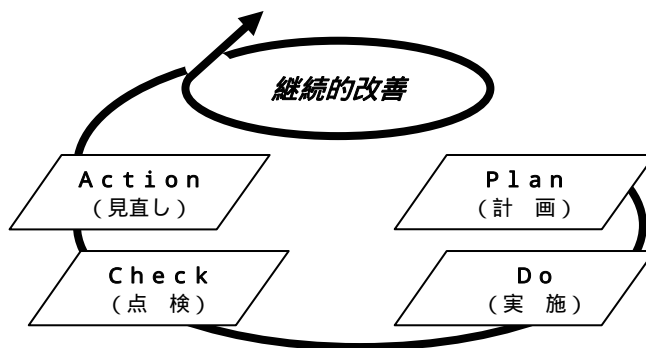 継続的改善
Action
(見直し)
Plan
(計 画)
Check
(点 検)
Do
(実 施)